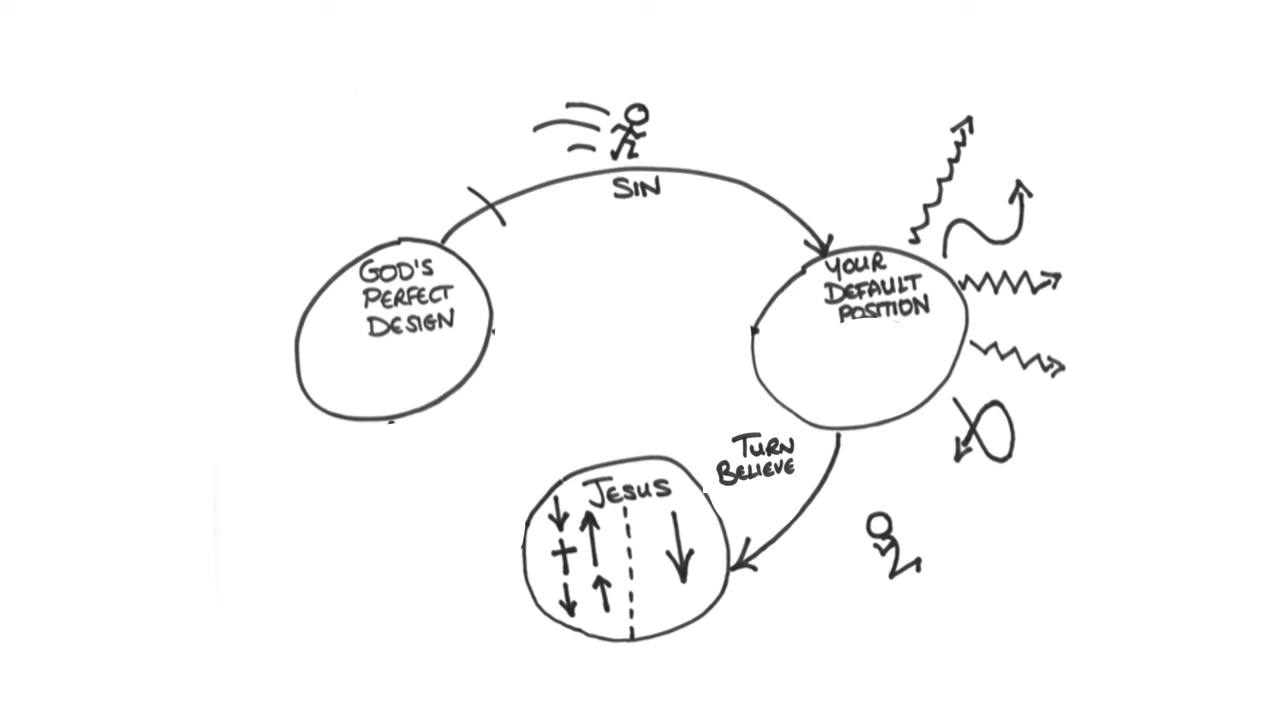 SIN
GOD'S
PERFECT
DESIGN
YOUR
DEFAULT
POSITION
TURN
BELIEVE
JESUS